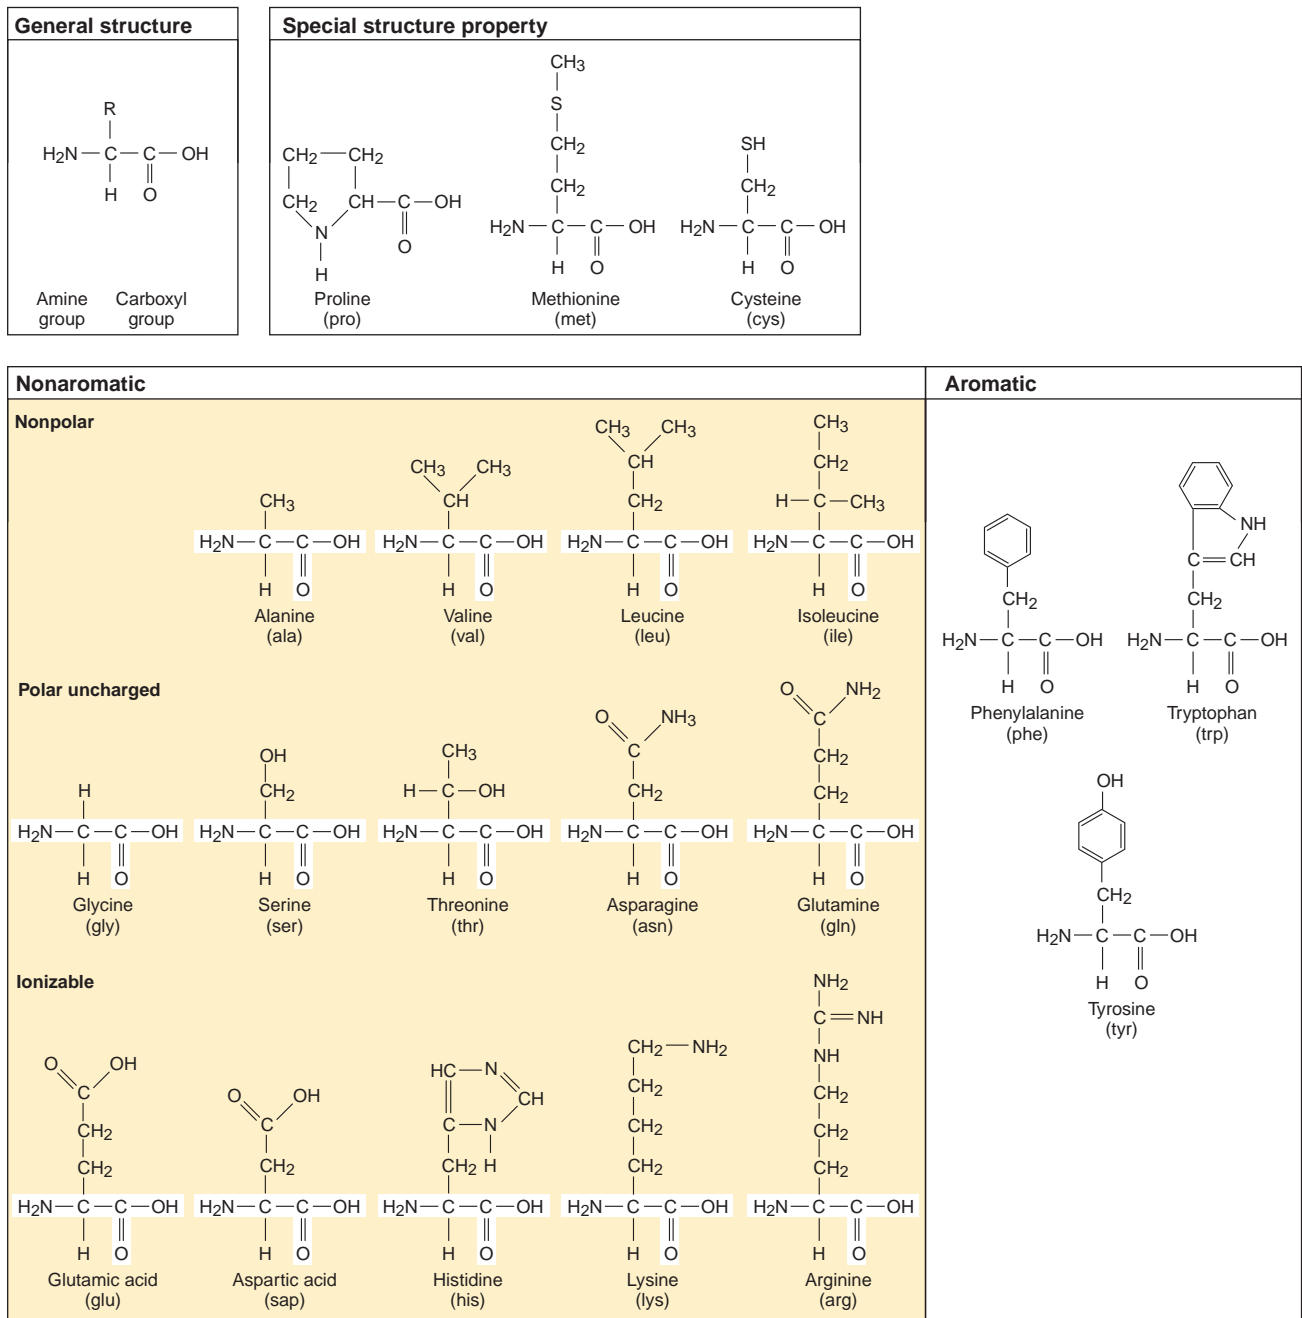 General structure
R
H2N—C—C—OH
H O
Amine Carboxyl
group group
Special structure property
CH2—CH2
CH2 CH—C—OH
N O
H
Proline
(pro)
CH3
S
CH2
CH2
H2N—C—C—OH
H O
Methionine
(met)
SH
CH2
H2N—C—C—OH
H O
Cysteine
(cys)
Nonaromatic
Nonpolar
CH3
H2N—C—C—OH
H O
Alanine
(ala)
CH3 CH3
CH
H2N—C—C—OH
H O
Valine
(val)
CH3 CH3
CH
CH2
H2N—C—C—OH
H O
Leucine
(leu)
CH3
CH2
H—C—CH3
H2N—C—C—OH
H O
Isoleucine
(ile)
Polar uncharged
H
H2N—C—C—OH
H O
Glycine
(gly)
OH
CH2
H2N—C—C—OH
H O
Serine
(ser)
CH3
H—C—OH
H2N—C—C—OH
H O
Threonine
(thr)
O NH3
C
CH2
H2N—C—C—OH
H O
Asparagine
(asn)
O NH2
C
CH2
CH2
H2N—C—C—OH
H O
Glutamine
(gln)
Ionizable
O OH
C
CH2
CH2
H2N—C—C—OH
H O
Glutamic acid
(glu)
O OH
C
CH2
H2N—C—C—OH
H O
Aspartic acid
(sap)
HC—N
CH
C—N
CH2 H
H2N—C—C—OH
H O
Histidine
(his)
CH2—NH2
CH2
CH2
CH2
H2N—C—C—OH
H O
Lysine
(lys)
NH2
C=NH
NH
CH2
CH2
CH2
H2N—C—C—OH
H O
Arginine
(arg)
Aromatic
CH2
H2N—C—C—OH
H O
Phenylalanine
(phe)
NH
C=CH
CH2
H2N—C—C—OH
H O
Tryptophan
(trp)
OH
CH2
H2N—C—C—OH
H O
Tyrosine
(tyr)